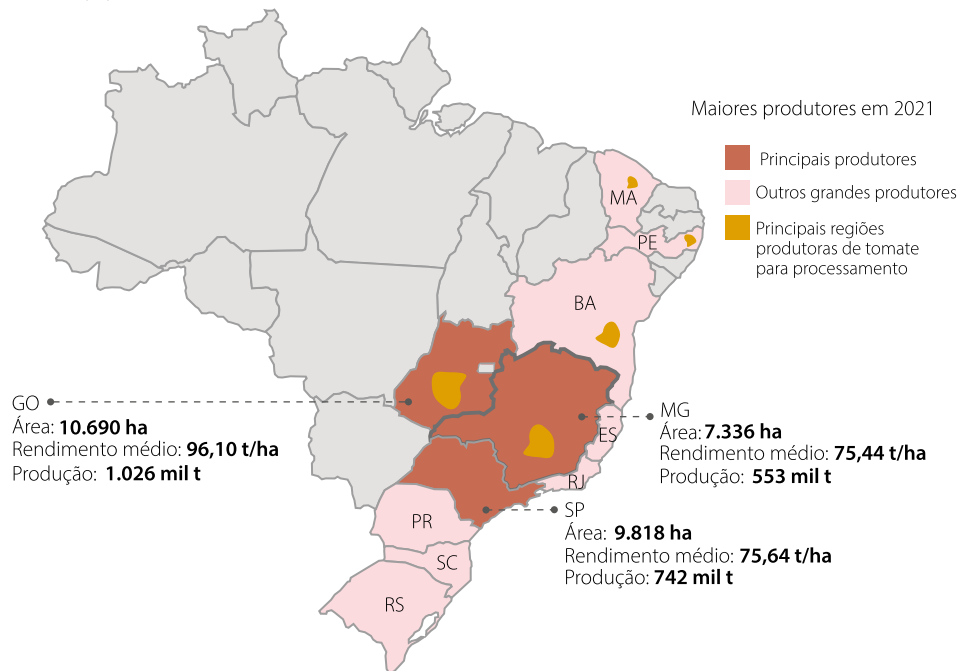 Maiores produtores em 2021
Principais produtores
Outros grandes produtores
Principais regiões
produtoras de tomate
para processamento
MA
PE
BA
GO
Área: 10.690 ha
Rendimento médio: 96,10 t/ha
Produção: 1.026 mil t
MG
Área: 7.336 ha
Rendimento médio: 75,44 t/ha
Produção: 553 mil t
ES
RJ
SP
Área: 9.818 ha
Rendimento médio: 75,64 t/ha
Produção: 742 mil t
PR
SC
RS